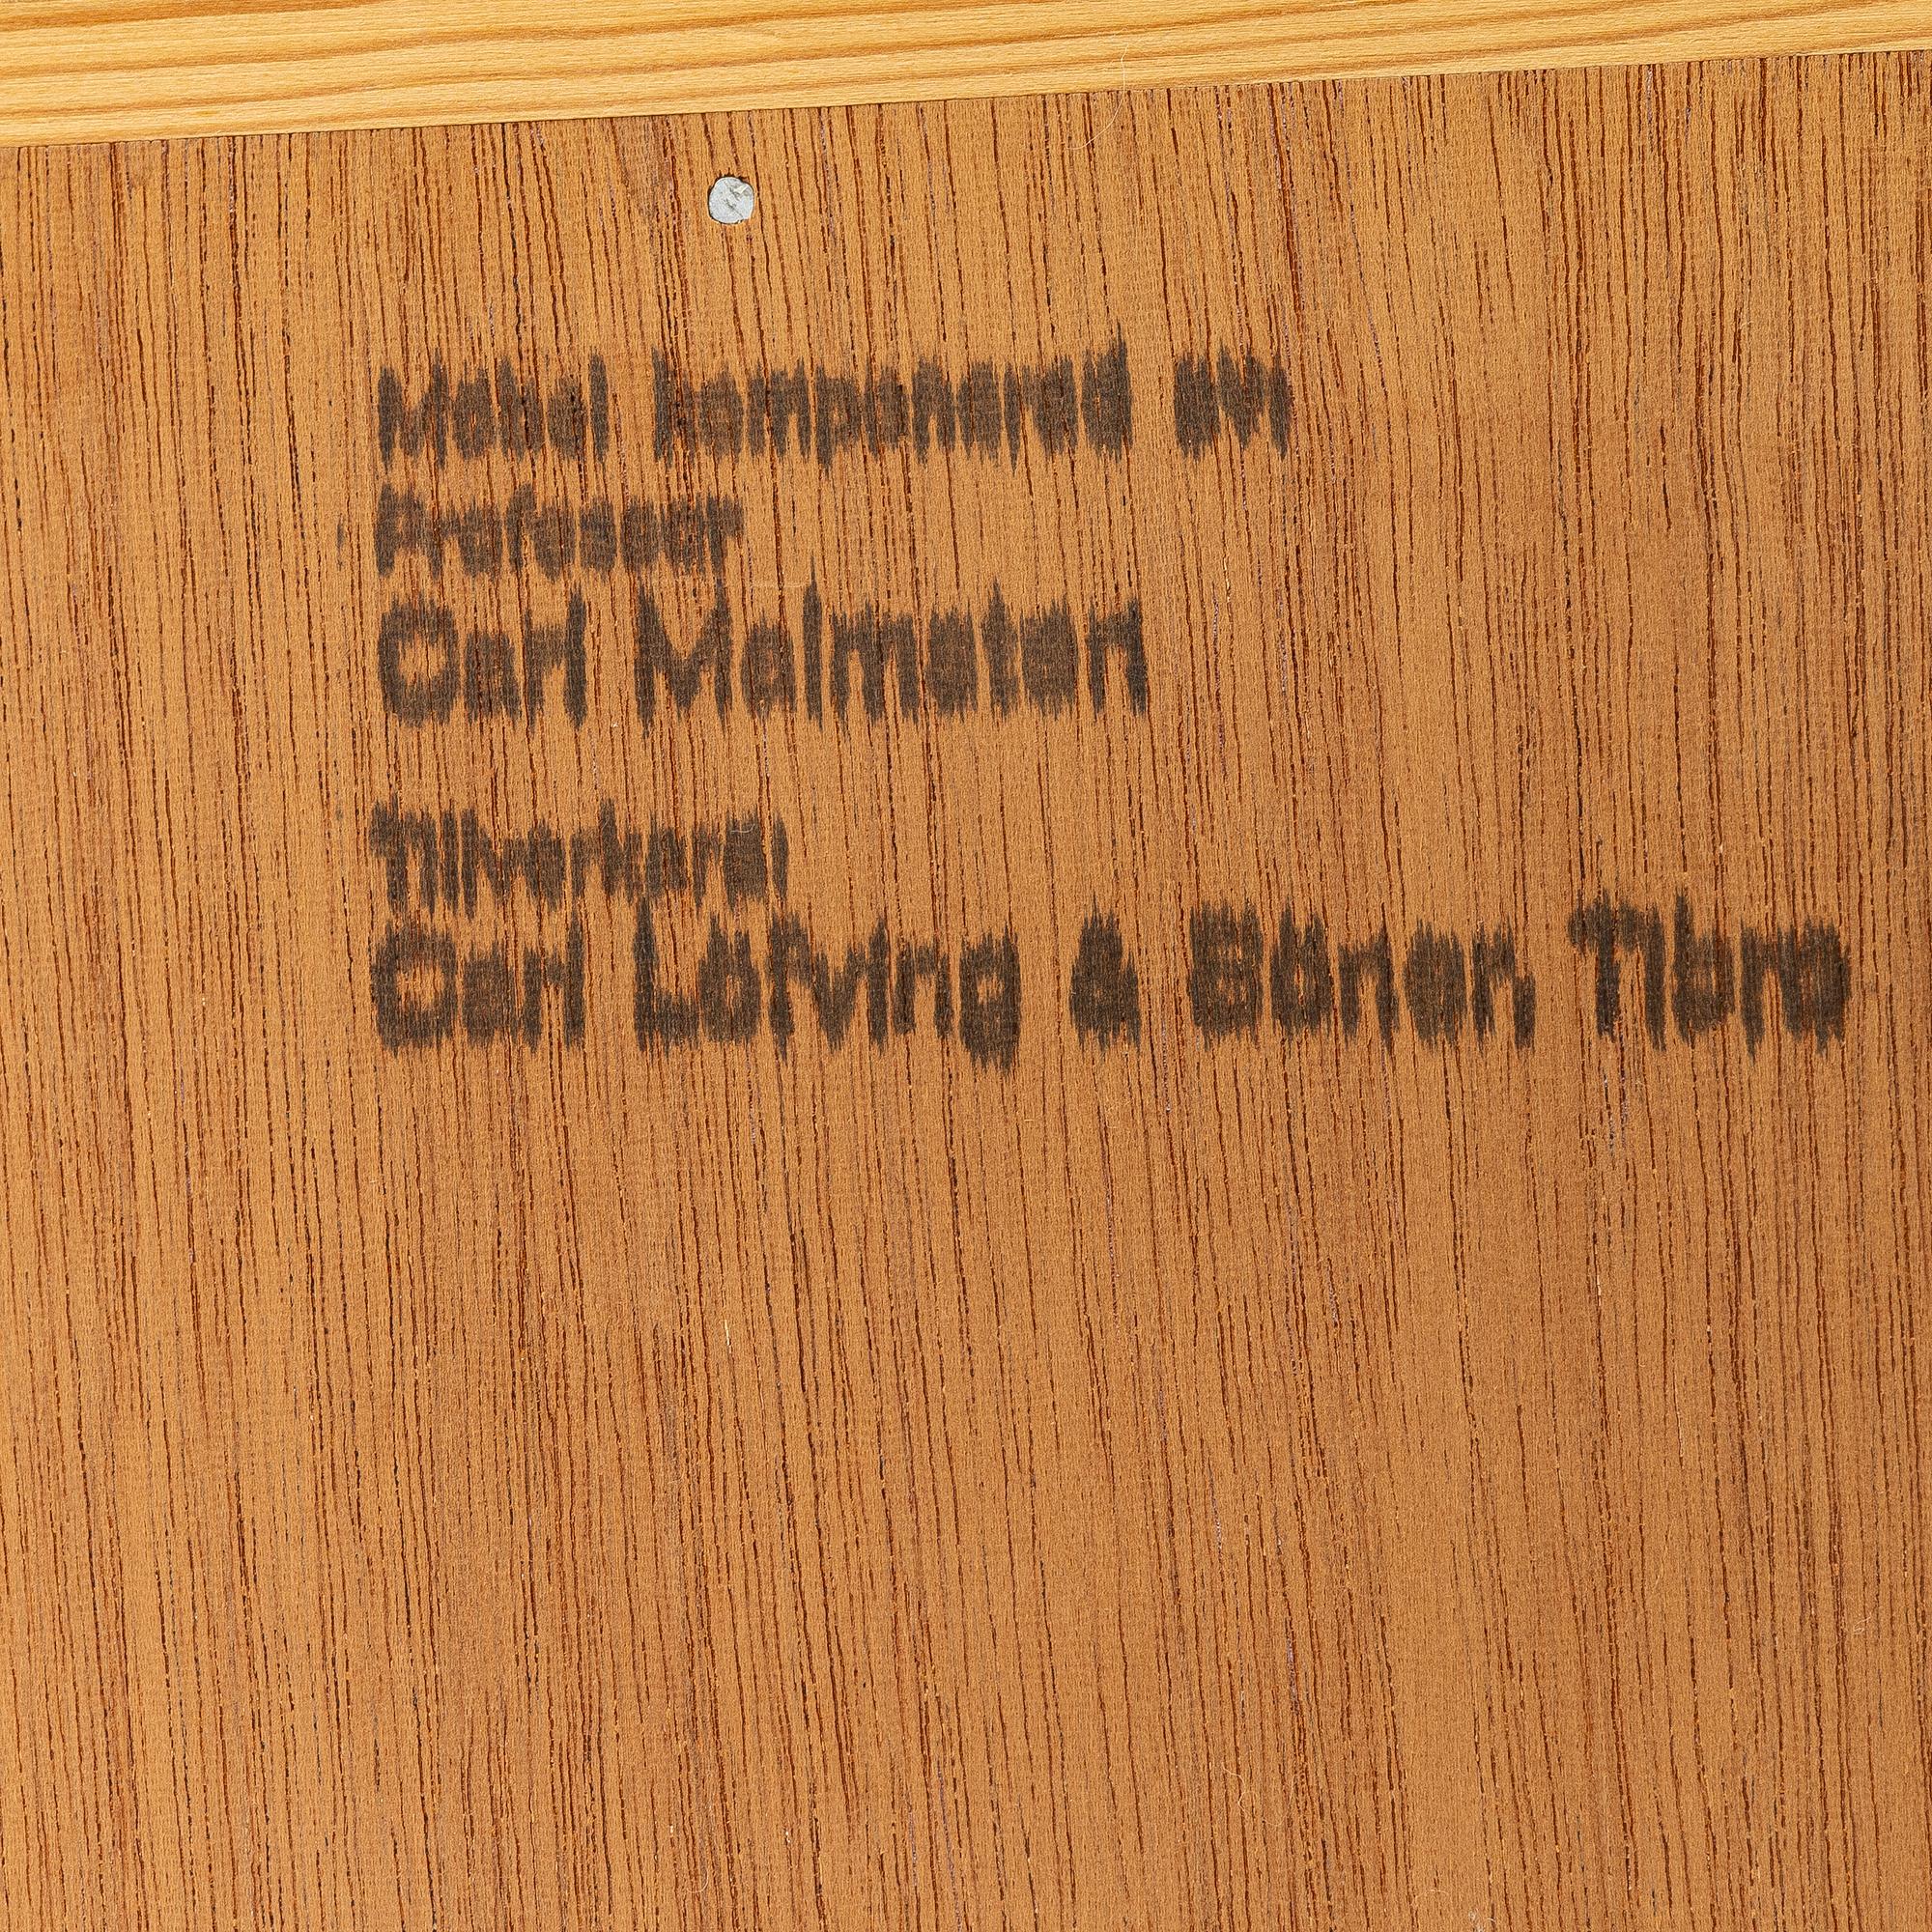 Möbel komponerad av
Professor
Carl Malmsten
Tillverkare:
Carl Löfving & Söner, Tibro